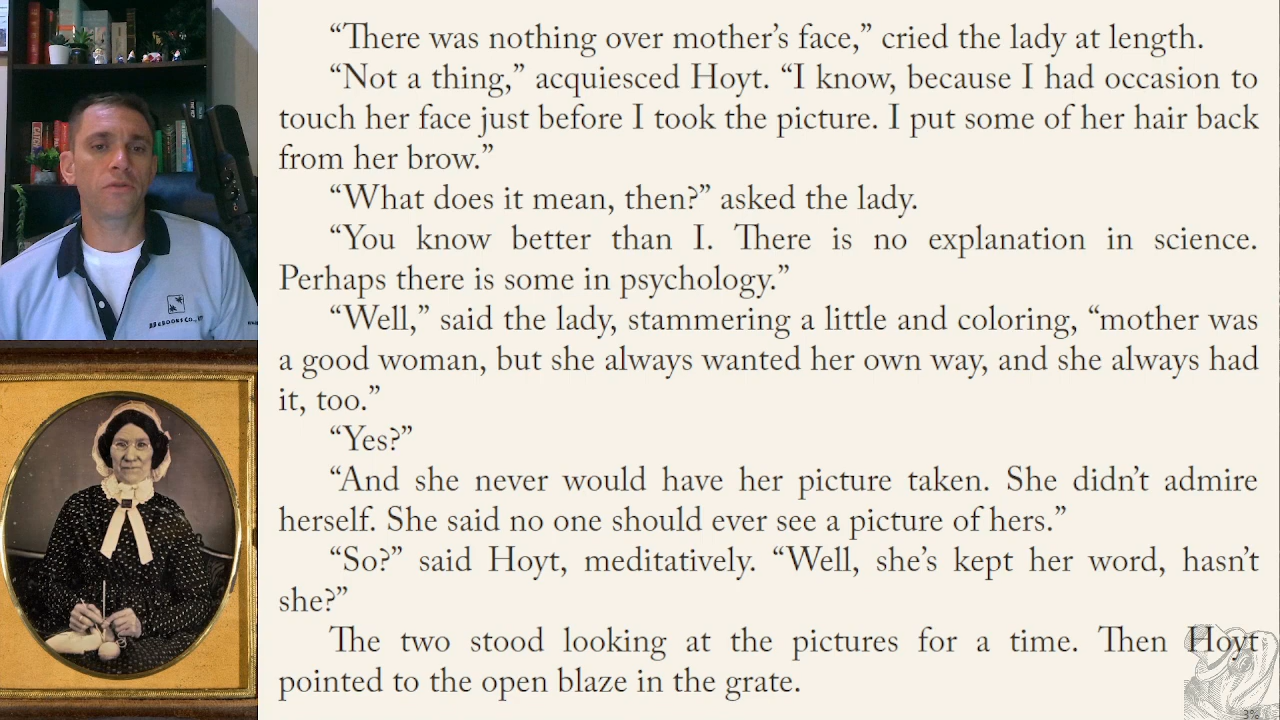 “There was nothing over mother’s face,” cried the lady at length.
“Not a thing,” acquiesced Hoyt. “I know, because I had occasion to
touch her face just before I took the picture. I put some of her hair back
from her brow.”
“What does it mean, then?” asked the lady.
“You know better than I. There is no explanation in science.
Perhaps there is some in psychology.”
“Well,” said the lady, stammering a little and coloring, “mother was
a good woman, but she always wanted her own way, and she always had
it, too.”
“Yes?”
“And she never would have her picture taken. She didn’t admire
herself. She said no one should ever see a picture of hers.”
“So?” said Hoyt, meditatively. “Well, she’s kept her word, hasn’t
she?”
The two stood looking at the pictures for a time. Then Hoyt
pointed to the open blaze in the grate.
3%